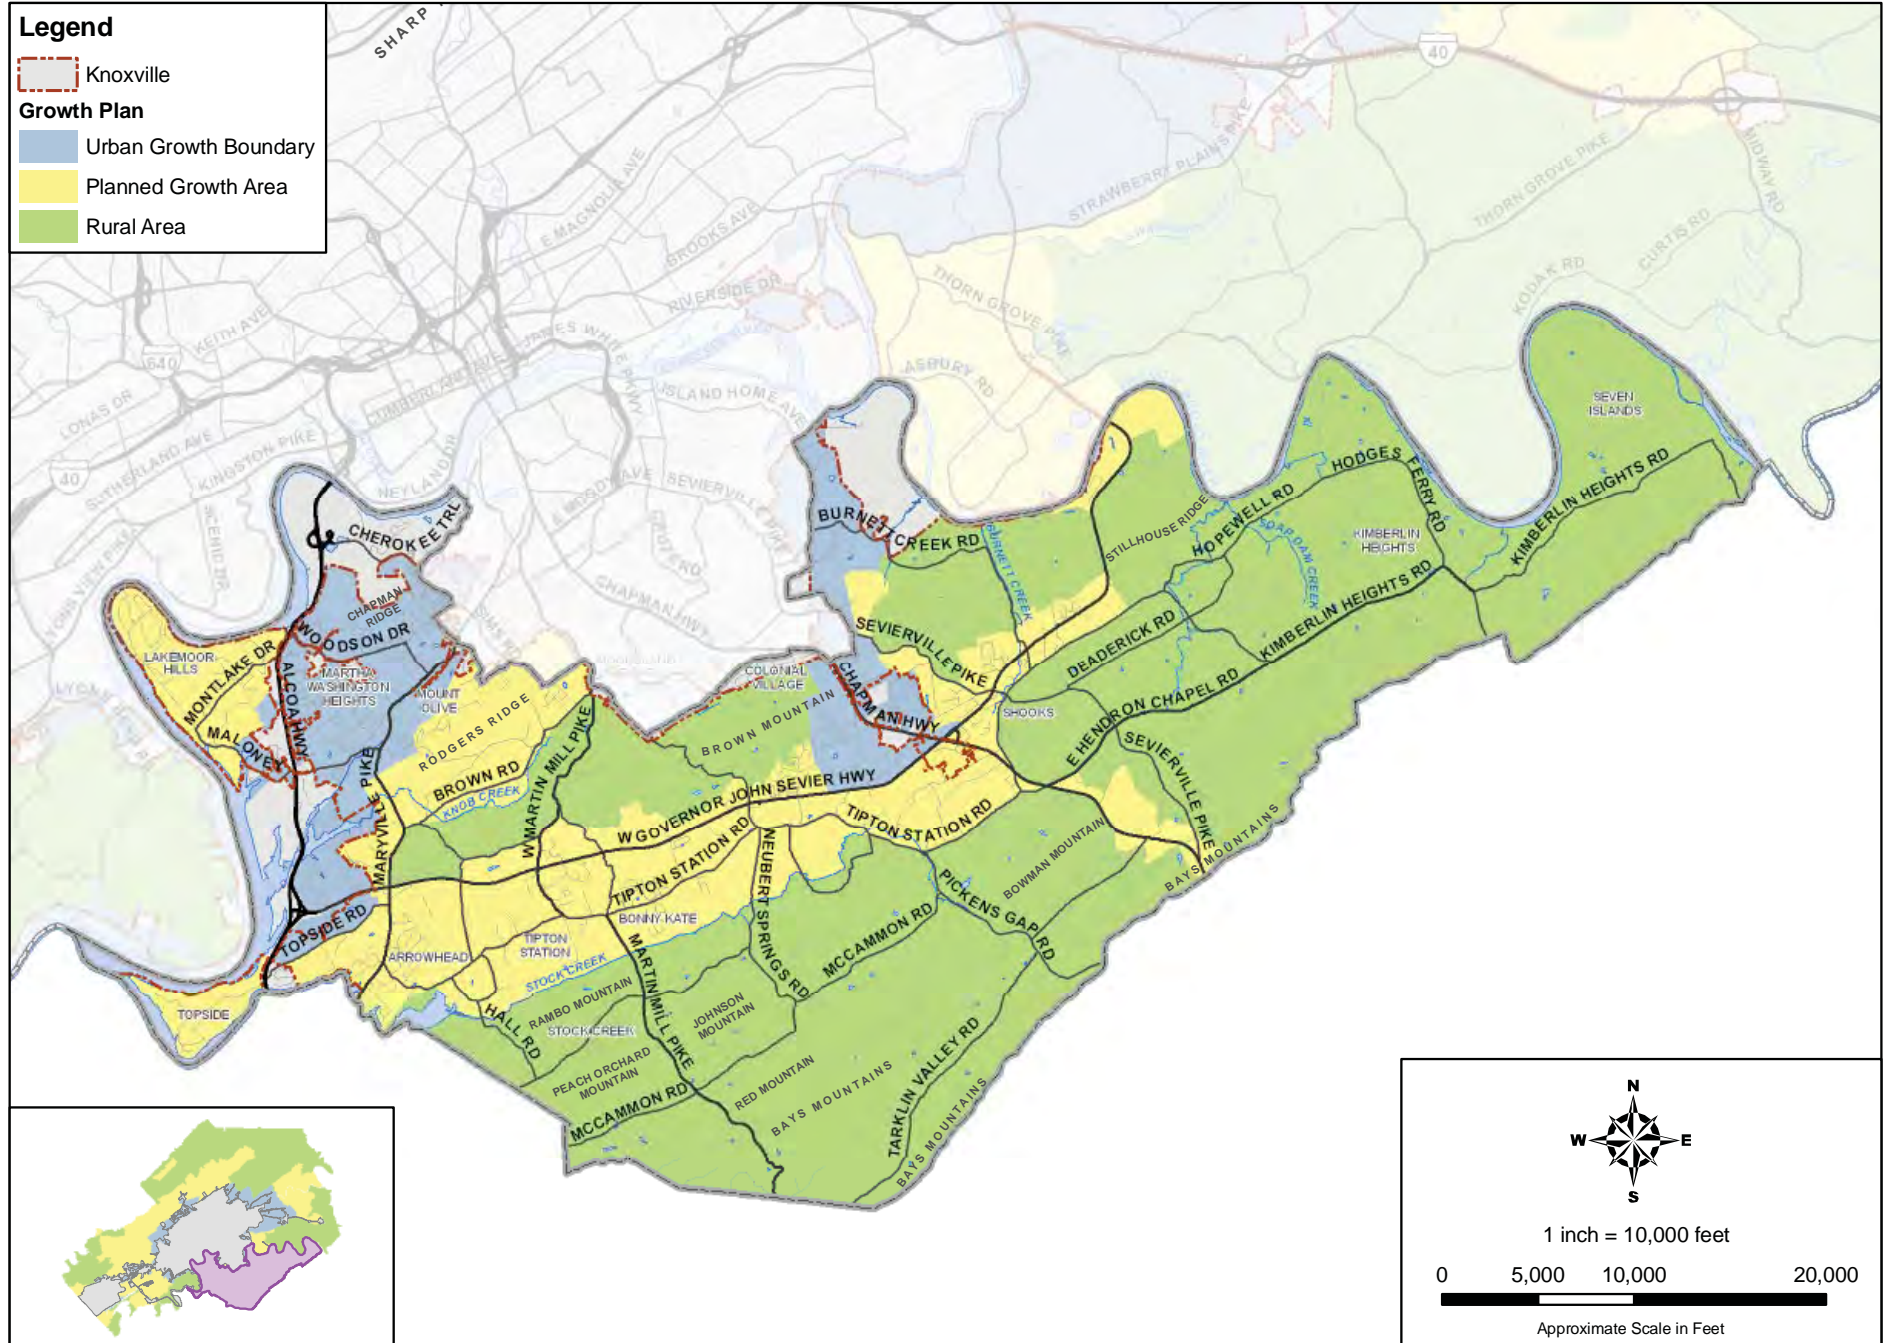 Legend
Knoxville
Growth Plan
Urban Growth Boundary
Planned Growth Area
Rural Area
SHARP
40
MIDWAY RD
STRAWBERRY PLAINS PIKE
THORN GROVE PIKE
CURTIS RD
KODAK RD
E MAGNOLIA AVE
BROOKS AVE
RIVERSIDE DR
THORN GROVE PIKE
ASBURY RD
KEITH AVE
640
JAMES WHITE PKWY
CUMBERLAND AVE
ISLAND HOME AVE
LONAS DR
SUTHERLAND AVE
KINGSTON PIKE
40
NEYLAND DR
SEVIERVILLE PIKE
CHAPMAN HWY
SEVEN
ISLANDS
HODGES FERRY RD
KIMBERLIN HEIGHTS RD
HOPEWELL RD
STILLHOUSE RIDGE
SOAP DAM CREEK
KIMBERLIN
HEIGHTS
KIMBERLIN HEIGHTS RD
BURNETT CREEK RD
BURNETT CREEK
CHEROKEE TRL
CHAPMAN
RIDGE
WOODSON DR
LAKEMOOR
HILLS
MONTLAKE DR
ALCOA HWY
MARTHA
WASHINGTON
HEIGHTS
MOUNT
OLIVE
MALONEY
RODGERS RIDGE
BROWN RD
KNOB CREEK
MARYVILLE PIKE
W MARTIN MILL PIKE
COLONIAL
VILLAGE
BROWN MOUNTAIN
CHAPMAN HWY
SEVIERVILLE PIKE
DEADERICK RD
SHOOKS
E HENDRON CHAPEL RD
SEVIERVILLE PIKE
W GOVERNOR JOHN SEVIER HWY
TIPTON STATION RD
TIPTON STATION RD
NEUBERT SPRINGS RD
BOWMAN MOUNTAIN
BAYS MOUNTAINS
PICKENS GAP RD
MCCAMMON RD
TOPSIDE RD
ARROWHEAD
TIPTON
STATION
BONNY KATE
STOCK CREEK
MARTIN MILL PIKE
TOPSIDE
HALL RD
RAMBO MOUNTAIN
STOCK CREEK
JOHNSON
MOUNTAIN
PEACH ORCHARD
MOUNTAIN
MCCAMMON RD
RED MOUNTAIN
BAYS MOUNTAINS
TARKLIN VALLEY RD
BAYS MOUNTAINS
N
W
E
S
1 inch = 10,000 feet
0 5,000 10,000 20,000
Approximate Scale in Feet